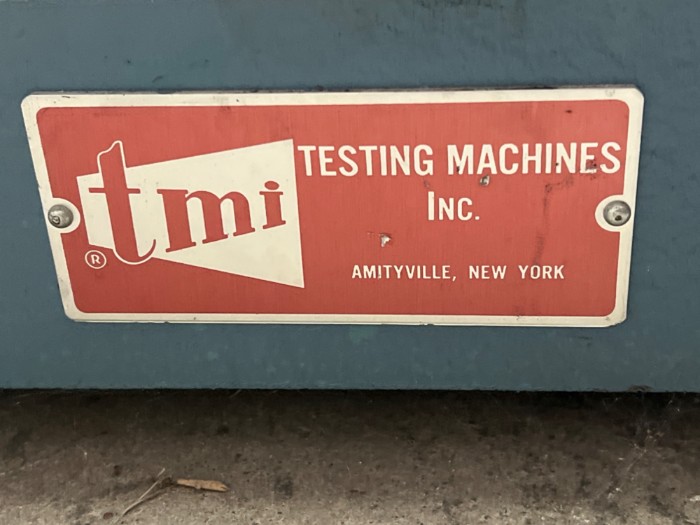 tmi
®
TESTING MACHINES
INC.
AMITYVILLE, NEW YORK